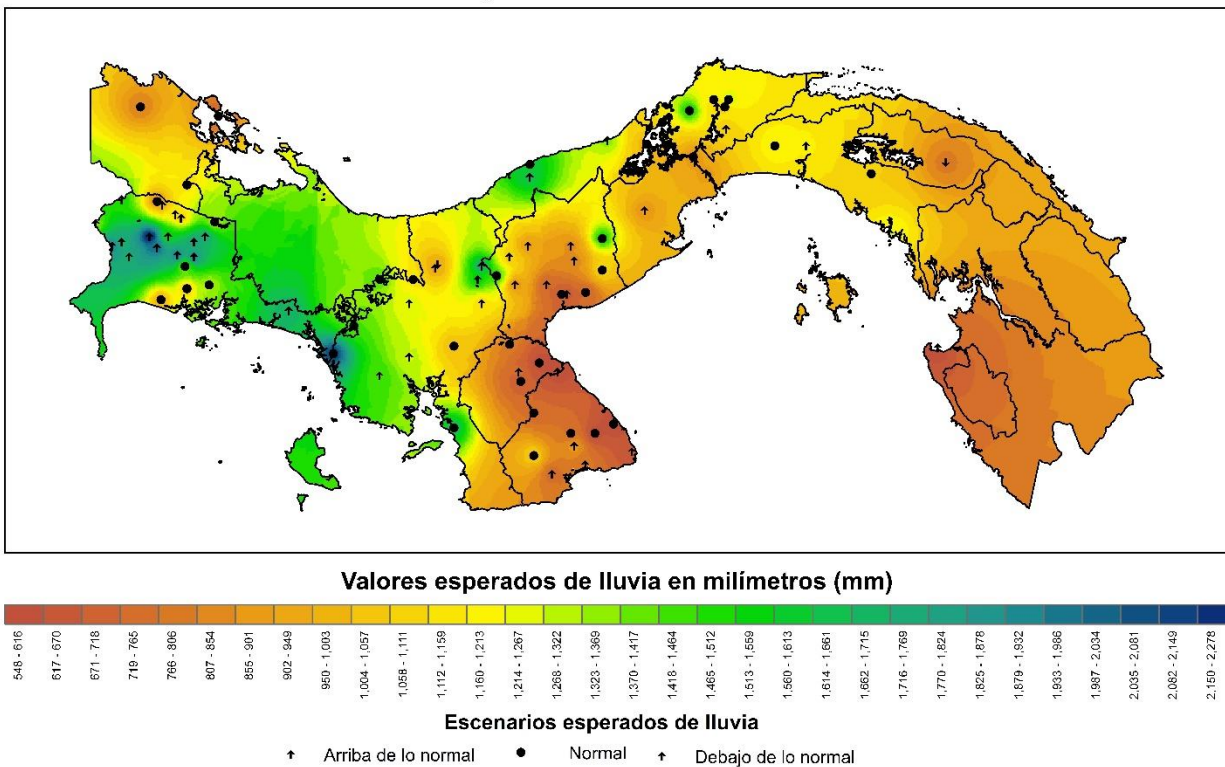 Valores esperados de lluvia en milímetros (mm)
548 - 616
617 - 670
671 - 718
719 - 765
766 - 806
807 - 854
855 - 901
902 - 949
950 - 1,003
1,004 - 1,057
1,058 - 1,111
1,112 - 1,159
1,160 - 1,213
1,214 - 1,267
1,268 - 1,322
1,323 - 1,369
1,370 - 1,417
1,418 - 1,464
1,465 - 1,512
1,513 - 1,559
1,560 - 1,613
1,614 - 1,661
1,662 - 1,715
1,716 - 1,769
1,770 - 1,824
1,825 - 1,878
1,879 - 1,932
1,933 - 1,986
1,987 - 2,034
2,035 - 2,081
2,082 - 2,149
2,150 - 2,278
Escenarios esperados de lluvia
Arriba de lo normal Normal Debajo de lo normal